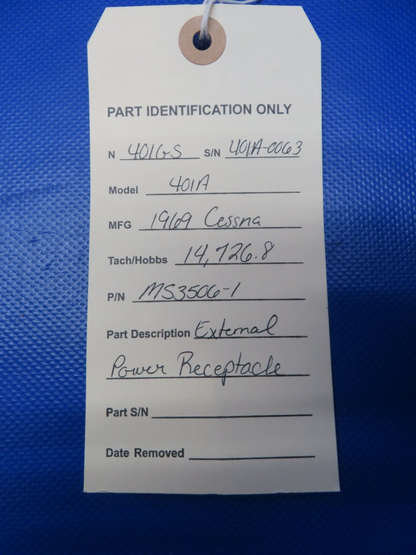 PART IDENTIFICATION ONLY
N 401GS S/N 401A-0063
Model 401A
MFG 1969 Cessna
Tach/Hobbs 14,726.8
P/N MS3506-1
Part Description External
Power Receptacle
Part S/N
Date Removed